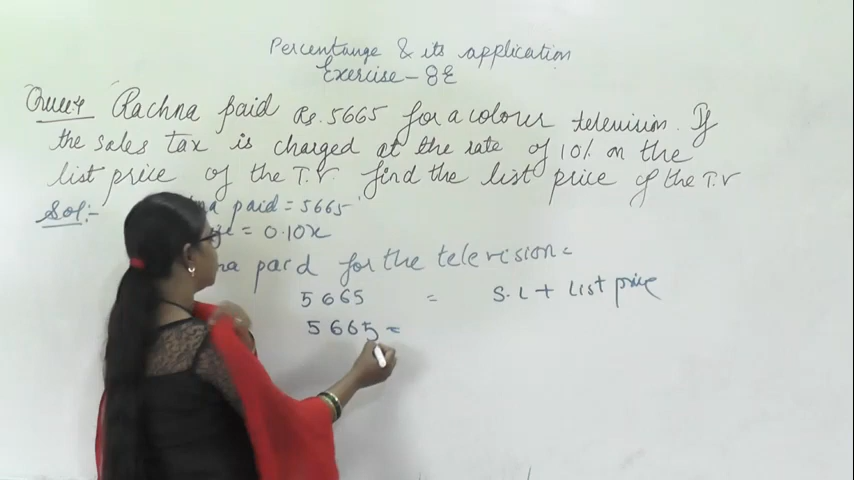 Percentange & its application
Exercise - 8E
Ques4 Rachna paid Rs. 5665 for a colour television. If
the sales tax is charged at the rate of 10% on the
list price of the T.V. find the list price of the T.V
Sol:- paid = 5665
= 0.10x
paid for the television =
5665 = S.L + List price
5665 =